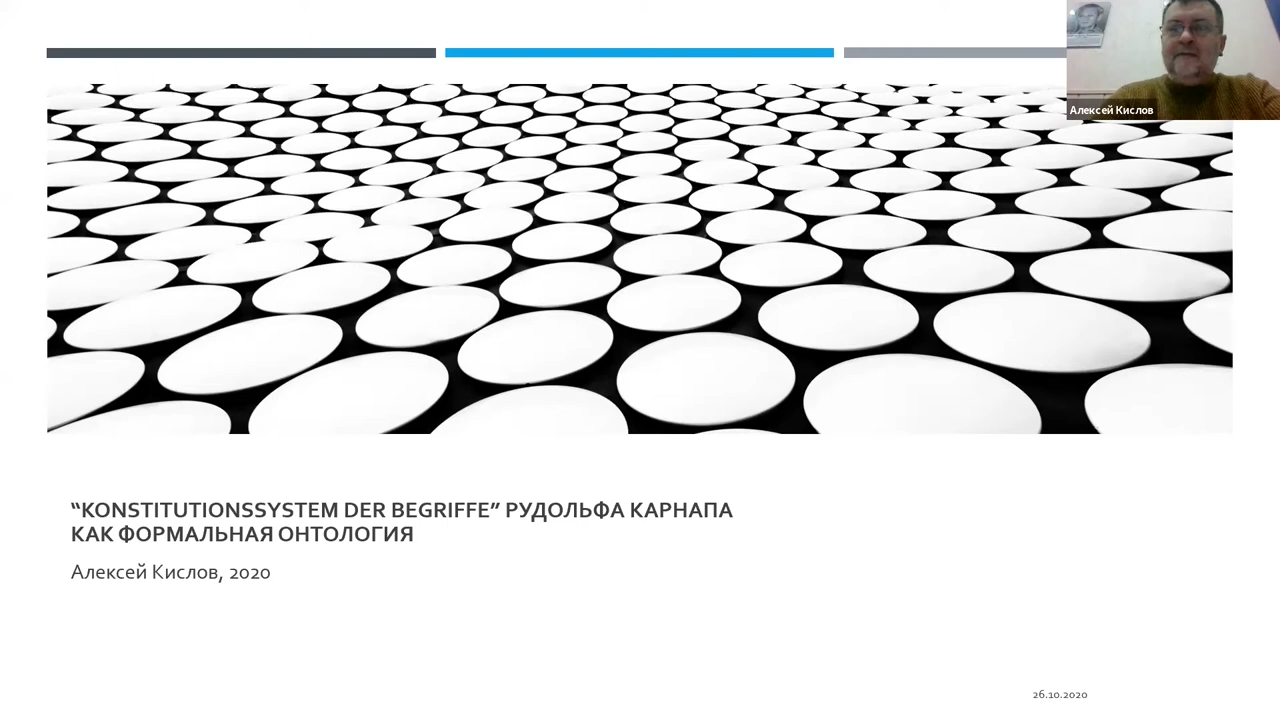 Алексей Кислов
“KONSTITUTIONSSYSTEM DER BEGRIFFE” РУДОЛЬФА КАРНАПА
КАК ФОРМАЛЬНАЯ ОНТОЛОГИЯ
Алексей Кислов, 2020
26.10.2020